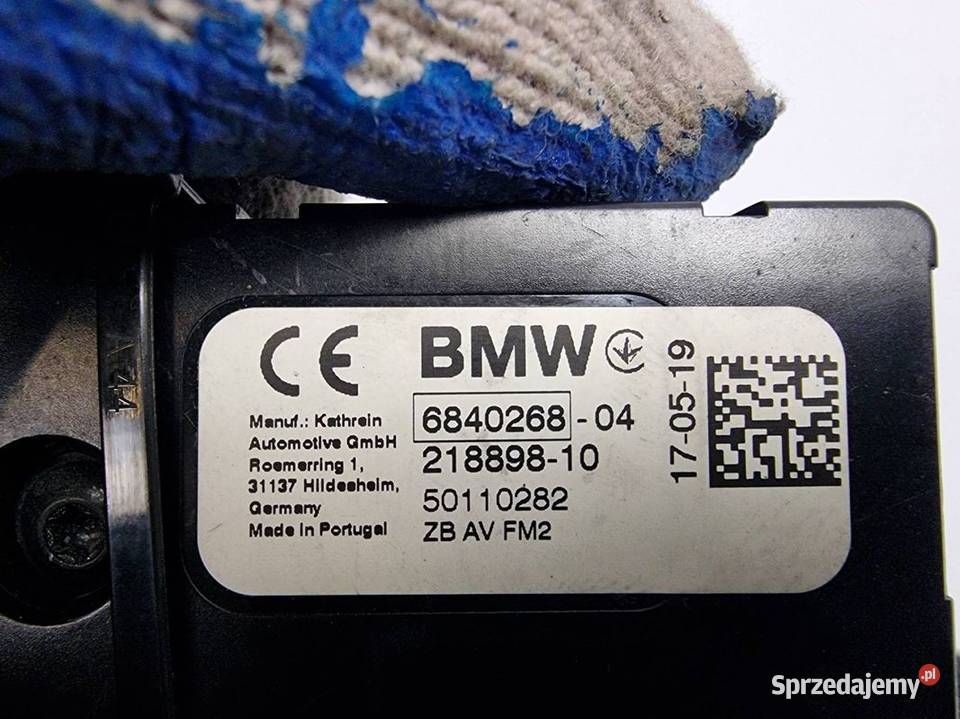 CE BMW
Manuf.: Kathrein
Automotive GmbH
Roemerring 1,
31137 Hildesheim,
Germany
Made in Portugal
6840268-04
218898-10
50110282
ZB AV FM2
17-05-19
44
Sprzedajemy.pl